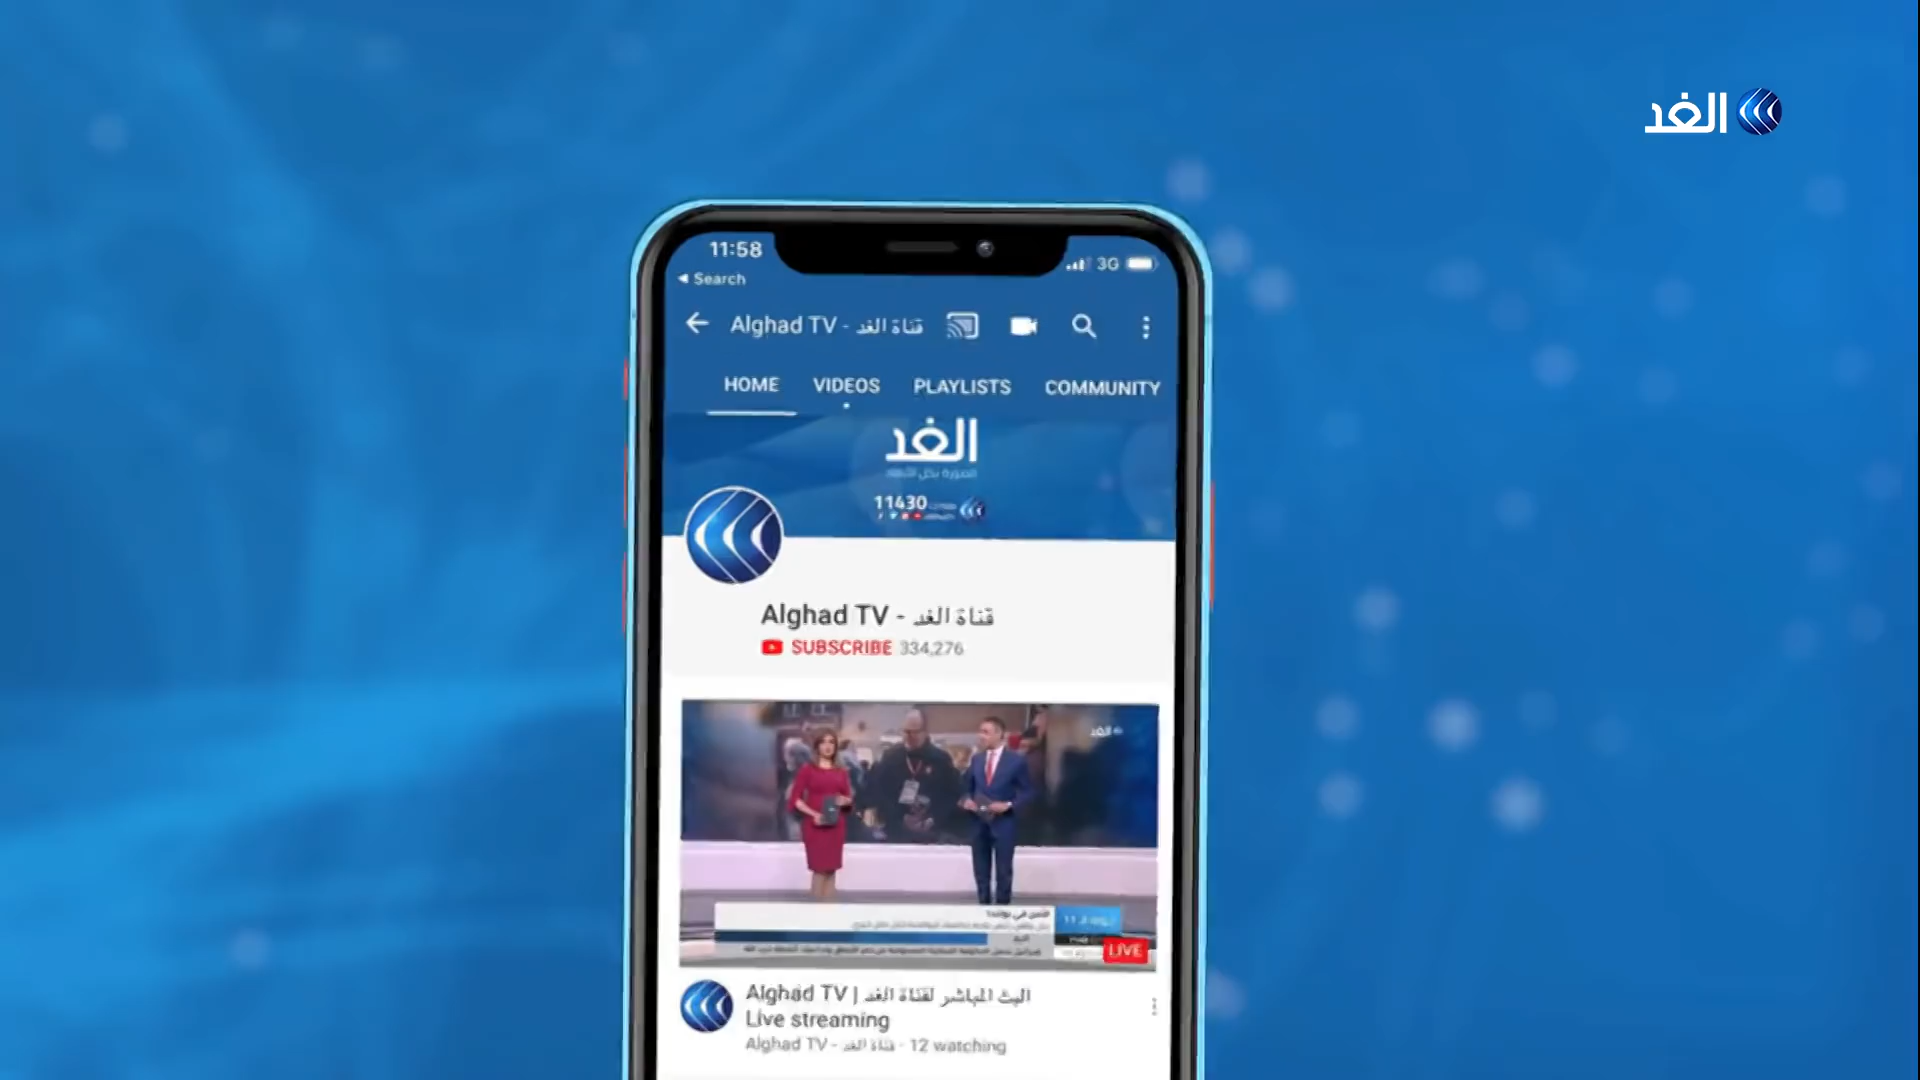 الغد
11:58
3G
Search
Alghad TV - قناة الغد
HOME VIDEOS PLAYLISTS COMMUNITY
الغد
11430
Alghad TV - قناة الغد
SUBSCRIBE 334,276
الغد
LIVE
Alghad TV | البث المباشر لقناة الغد
Live streaming
Alghad TV - قناة الغد · 12 watching